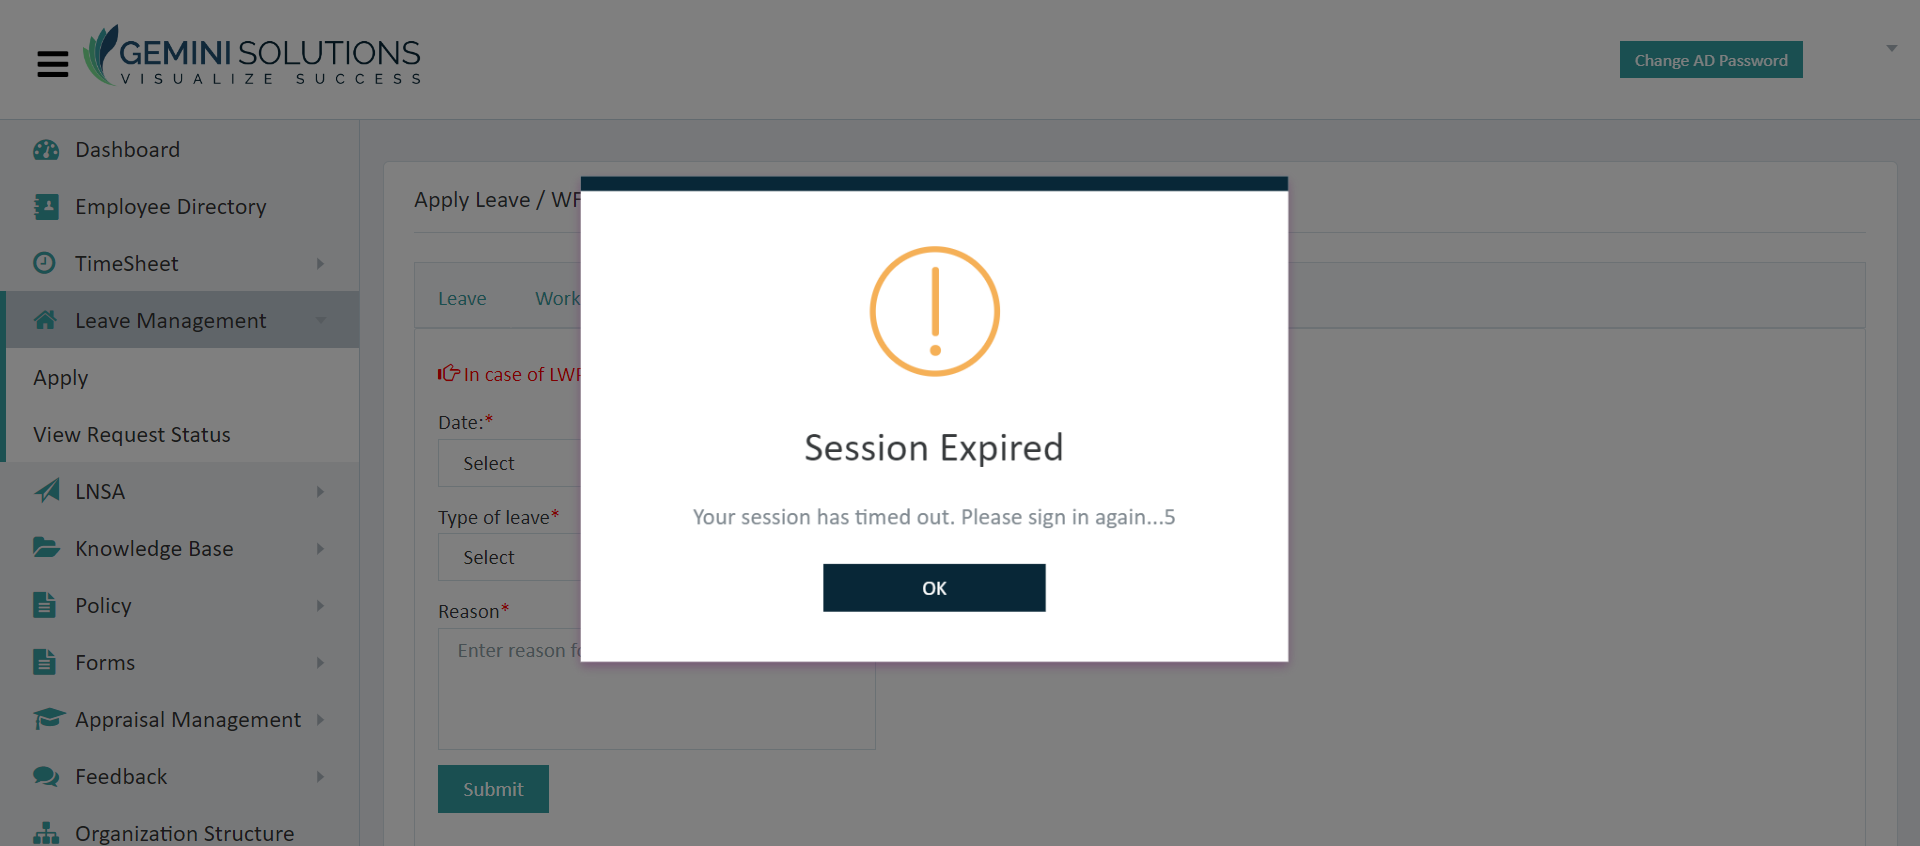 GEMINI SOLUTIONS
VISUALIZE SUCCESS
Change AD Password
Dashboard
Employee Directory
TimeSheet
Leave Management
Apply
View Request Status
LNSA
Knowledge Base
Policy
Forms
Appraisal Management
Feedback
Organization Structure
Apply Leave /
Leave Work
In case of
Date:*
Select
Type of leave*
Select
Reason*
Enter reason
Submit
Session Expired
Your session has timed out. Please sign in again...5
OK